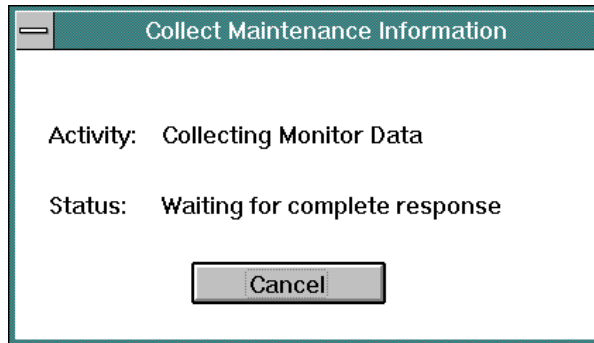 Collect Maintenance Information
Activity: Collecting Monitor Data
Status: Waiting for complete response
Cancel